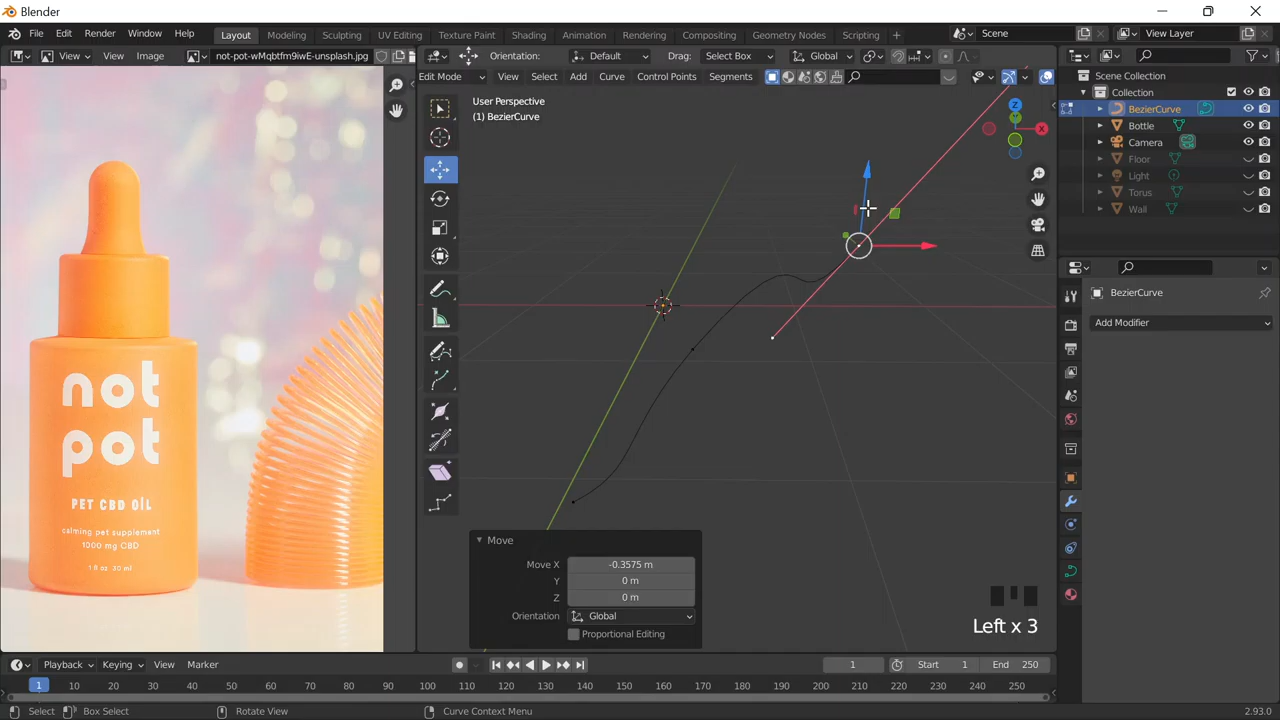 Blender
File Edit Render Window Help
Layout Modeling Sculpting UV Editing Texture Paint Shading Animation Rendering Compositing Geometry Nodes Scripting +
Scene
View Layer
View View Image not-pot-wMqbtfm9iwE-unsplash.jpg
Orientation: Default Drag: Select Box Global
Edit Mode View Select Add Curve Control Points Segments
User Perspective
(1) BezierCurve
Z
X
Scene Collection
Collection
BezierCurve
Bottle
Camera
Floor
Light
Torus
Wall
BezierCurve
Add Modifier
not
pot
PET CBD OIL
calming pet supplement
1000 mg CBD
1 fl oz 30 ml
Move
Move X -0.3575 m
Y 0 m
Z 0 m
Orientation Global
Proportional Editing
Left x 3
Playback Keying View Marker
1 Start 1 End 250
1 10 20 30 40 50 60 70 80 90 100 110 120 130 140 150 160 170 180 190 200 210 220 230 240 250
Select Box Select Rotate View Curve Context Menu 2.93.0